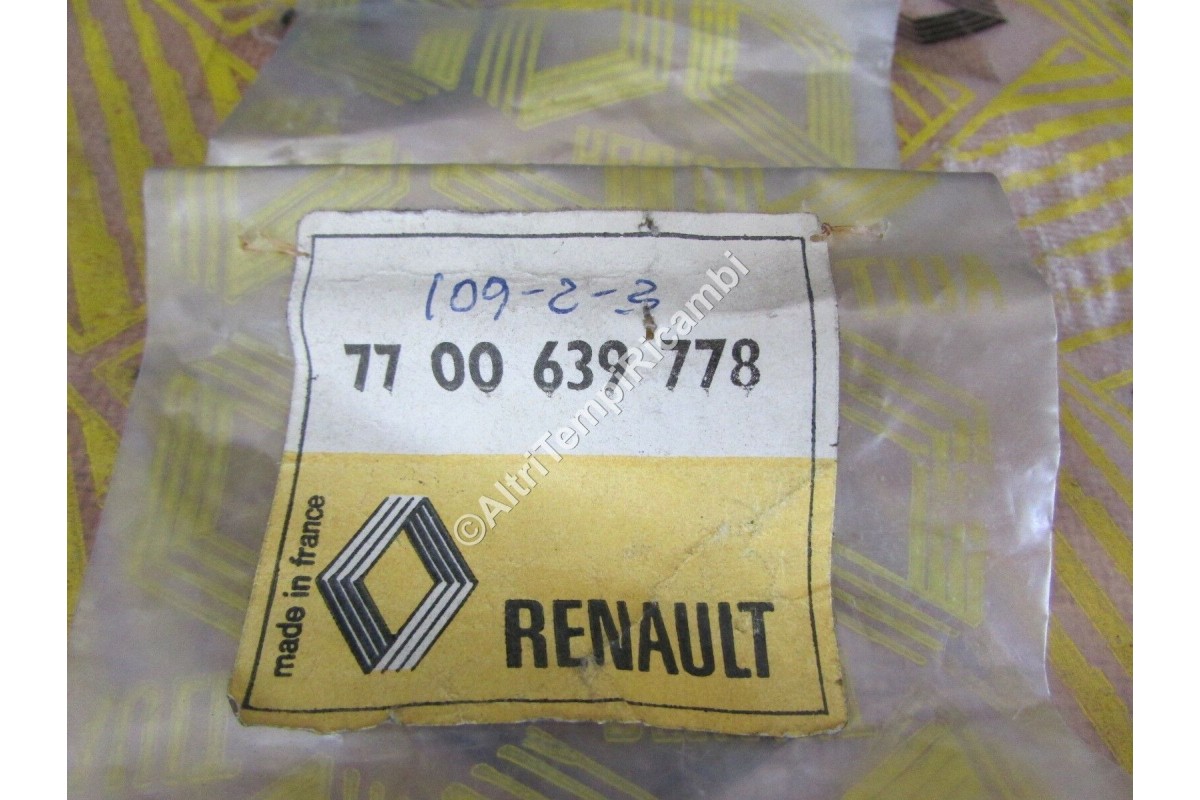 109-2-3
77 00 639 778
made in france
RENAULT
©AltriTempiRicambi